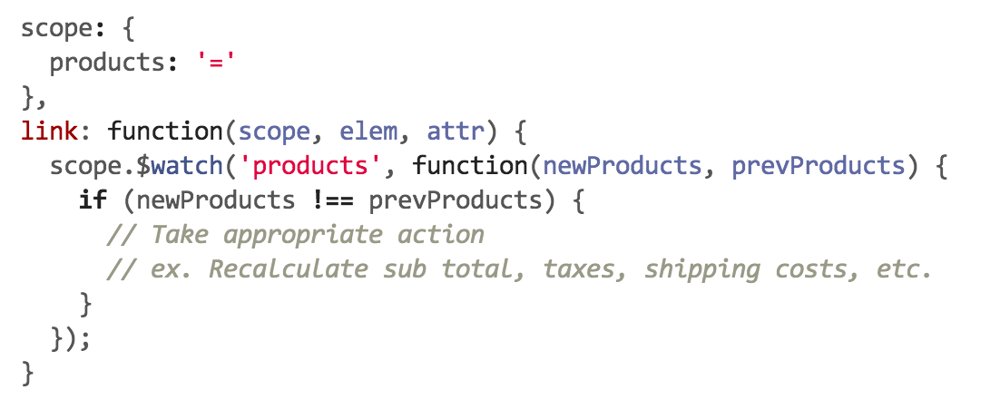 scope: {
  products: '='
},
link: function(scope, elem, attr) {
  scope.$watch('products', function(newProducts, prevProducts) {
    if (newProducts !== prevProducts) {
      // Take appropriate action
      // ex. Recalculate sub total, taxes, shipping costs, etc.
    }
  });
}